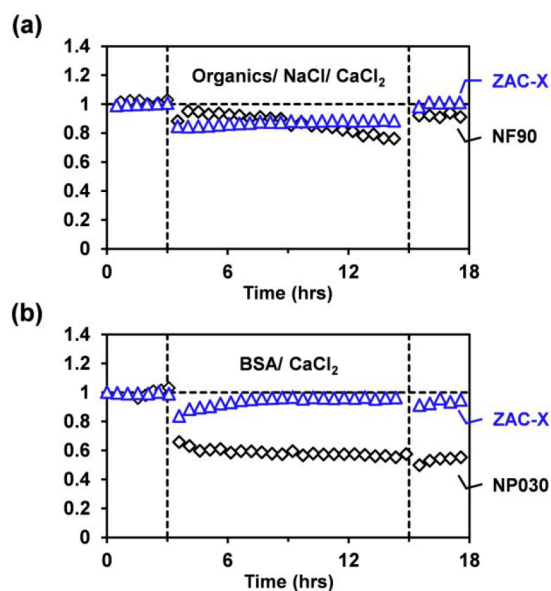 (a)
1.4
1.2
1
0.8
0.6
0.4
0.2
0
Organics/ NaCl/ CaCl₂
ZAC-X
NF90
0 6 12 18
Time (hrs)
(b)
1.4
1.2
1
0.8
0.6
0.4
0.2
0
BSA/ CaCl₂
ZAC-X
NP030
0 6 12 18
Time (hrs)